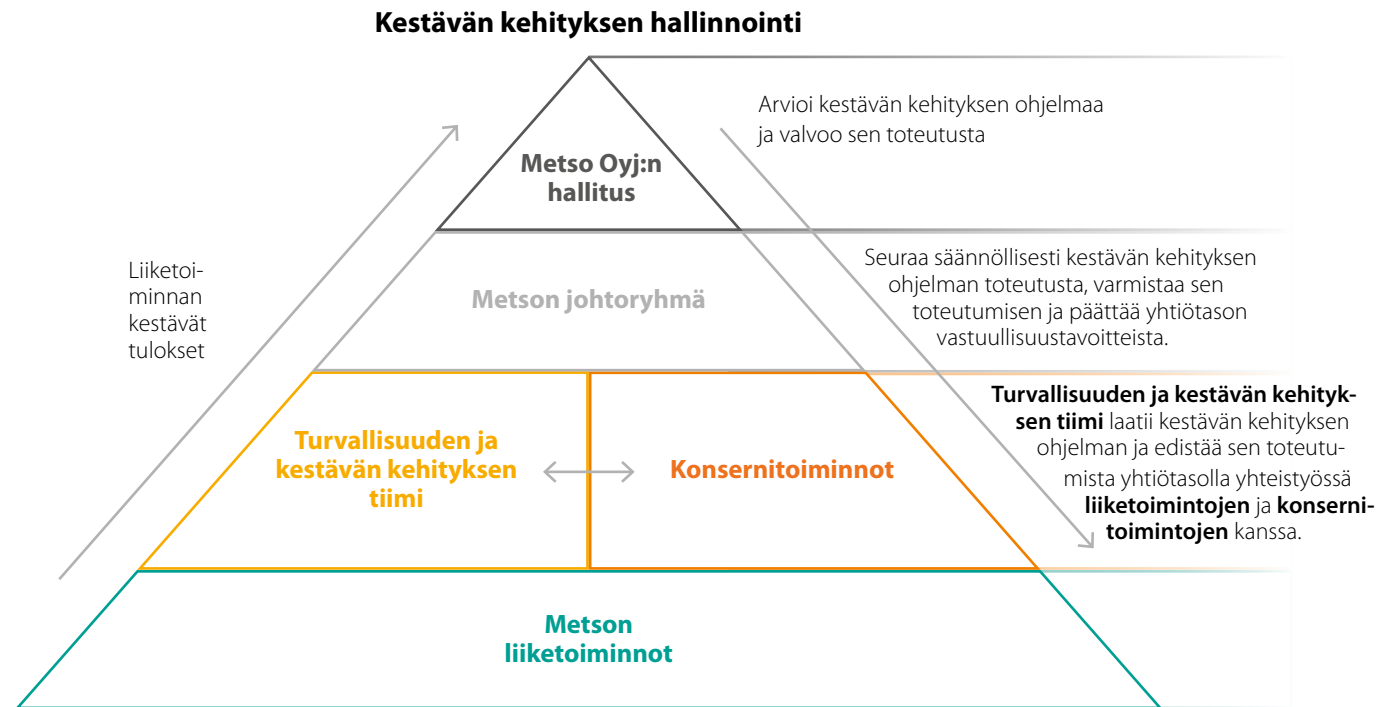 Kestävän kehityksen hallinnointi
Arvioi kestävän kehityksen ohjelmaa
ja valvoo sen toteutusta
Metso Oyj:n
hallitus
Liiketoi-
minnan
kestävät
tulokset
Metson johtoryhmä
Seuraa säännöllisesti kestävän kehityksen
ohjelman toteutusta, varmistaa sen
toteutumisen ja päättää yhtiötason
vastuullisuustavoitteista.
Turvallisuuden ja
kestävän kehityksen
tiimi
Konsernitoiminnot
Turvallisuuden ja kestävän kehityk-
sen tiimi laatii kestävän kehityksen
ohjelman ja edistää sen toteutu-
mista yhtiötasolla yhteistyössä
liiketoimintojen ja konserni-
toimintojen kanssa.
Metson
liiketoiminnot